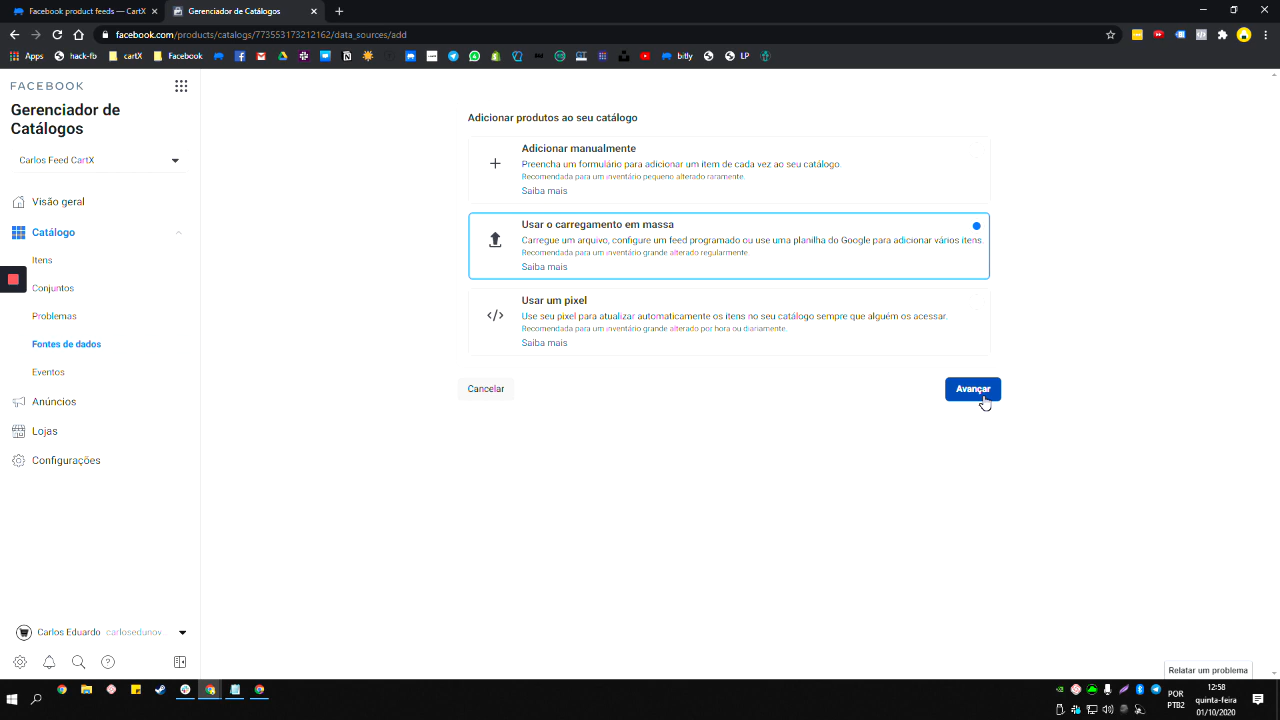 Facebook product feeds — CartX
Gerenciador de Catálogos
facebook.com/products/catalogs/773553173212162/data_sources/add
Apps
hack-fb
cartX
Facebook
bitly
LP
FACEBOOK
Gerenciador de
Catálogos
Carlos Feed CartX
Visão geral
Catálogo
Itens
Conjuntos
Problemas
Fontes de dados
Eventos
Anúncios
Lojas
Configurações
Carlos Eduardo carlosedunov
Adicionar produtos ao seu catálogo
Adicionar manualmente
Preencha um formulário para adicionar um item de cada vez ao seu catálogo.
Recomendada para um inventário pequeno alterado raramente.
Saiba mais
Usar o carregamento em massa
Carregue um arquivo, configure um feed programado ou use uma planilha do Google para adicionar vários itens.
Recomendada para um inventário grande alterado regularmente.
Saiba mais
Usar um pixel
Use seu pixel para atualizar automaticamente os itens no seu catálogo sempre que alguém os acessar.
Recomendada para um inventário grande alterado por hora ou diariamente.
Saiba mais
Cancelar
Avançar
Relatar um problema
POR
PTB2
12:58
quinta-feira
01/10/2020